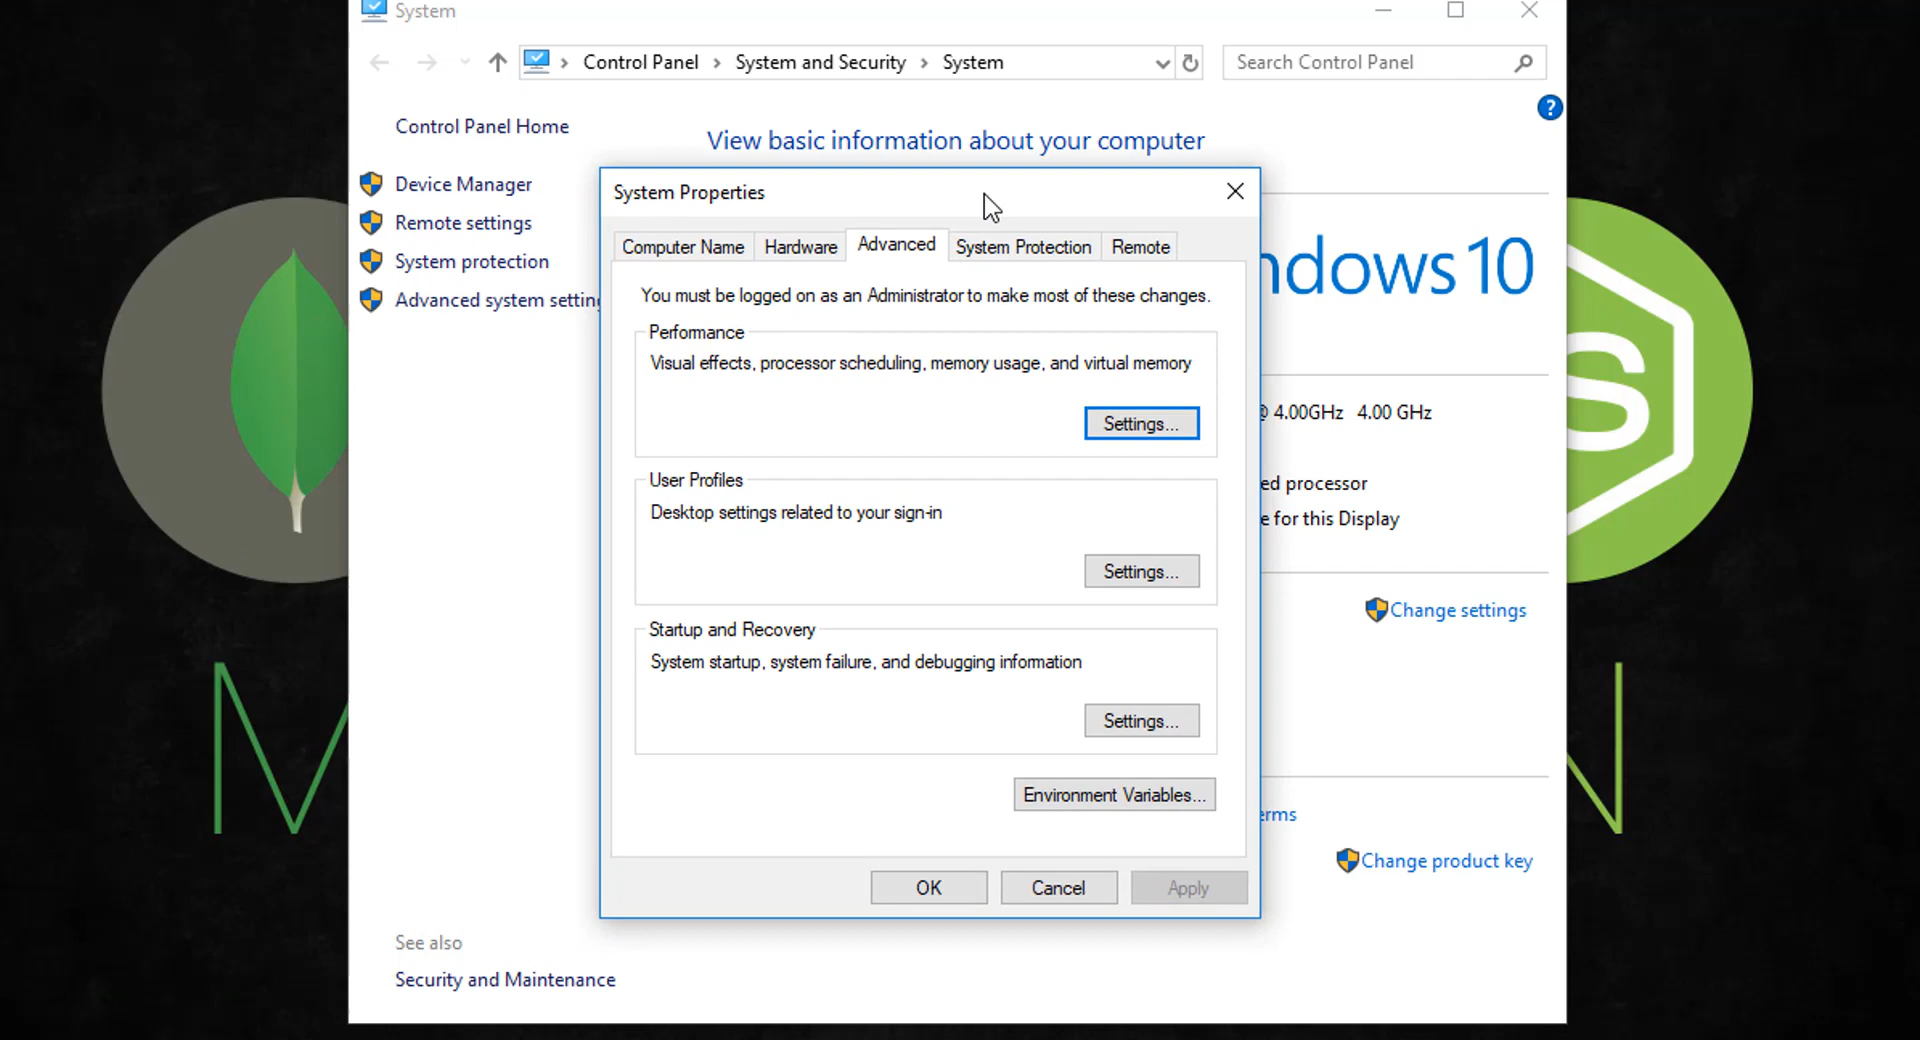 System
Control Panel > System and Security > System
Search Control Panel
?
Control Panel Home
View basic information about your computer
Device Manager
Remote settings
System protection
Advanced system setting
System Properties
Computer Name
Hardware
Advanced
System Protection
Remote
You must be logged on as an Administrator to make most of these changes.
Performance
Visual effects, processor scheduling, memory usage, and virtual memory
Settings...
User Profiles
Desktop settings related to your sign-in
Settings...
Startup and Recovery
System startup, system failure, and debugging information
Settings...
Environment Variables...
OK
Cancel
Apply
ndows 10
@ 4.00GHz 4.00 GHz
ed processor
e for this Display
Change settings
erms
Change product key
See also
Security and Maintenance
S
M
N